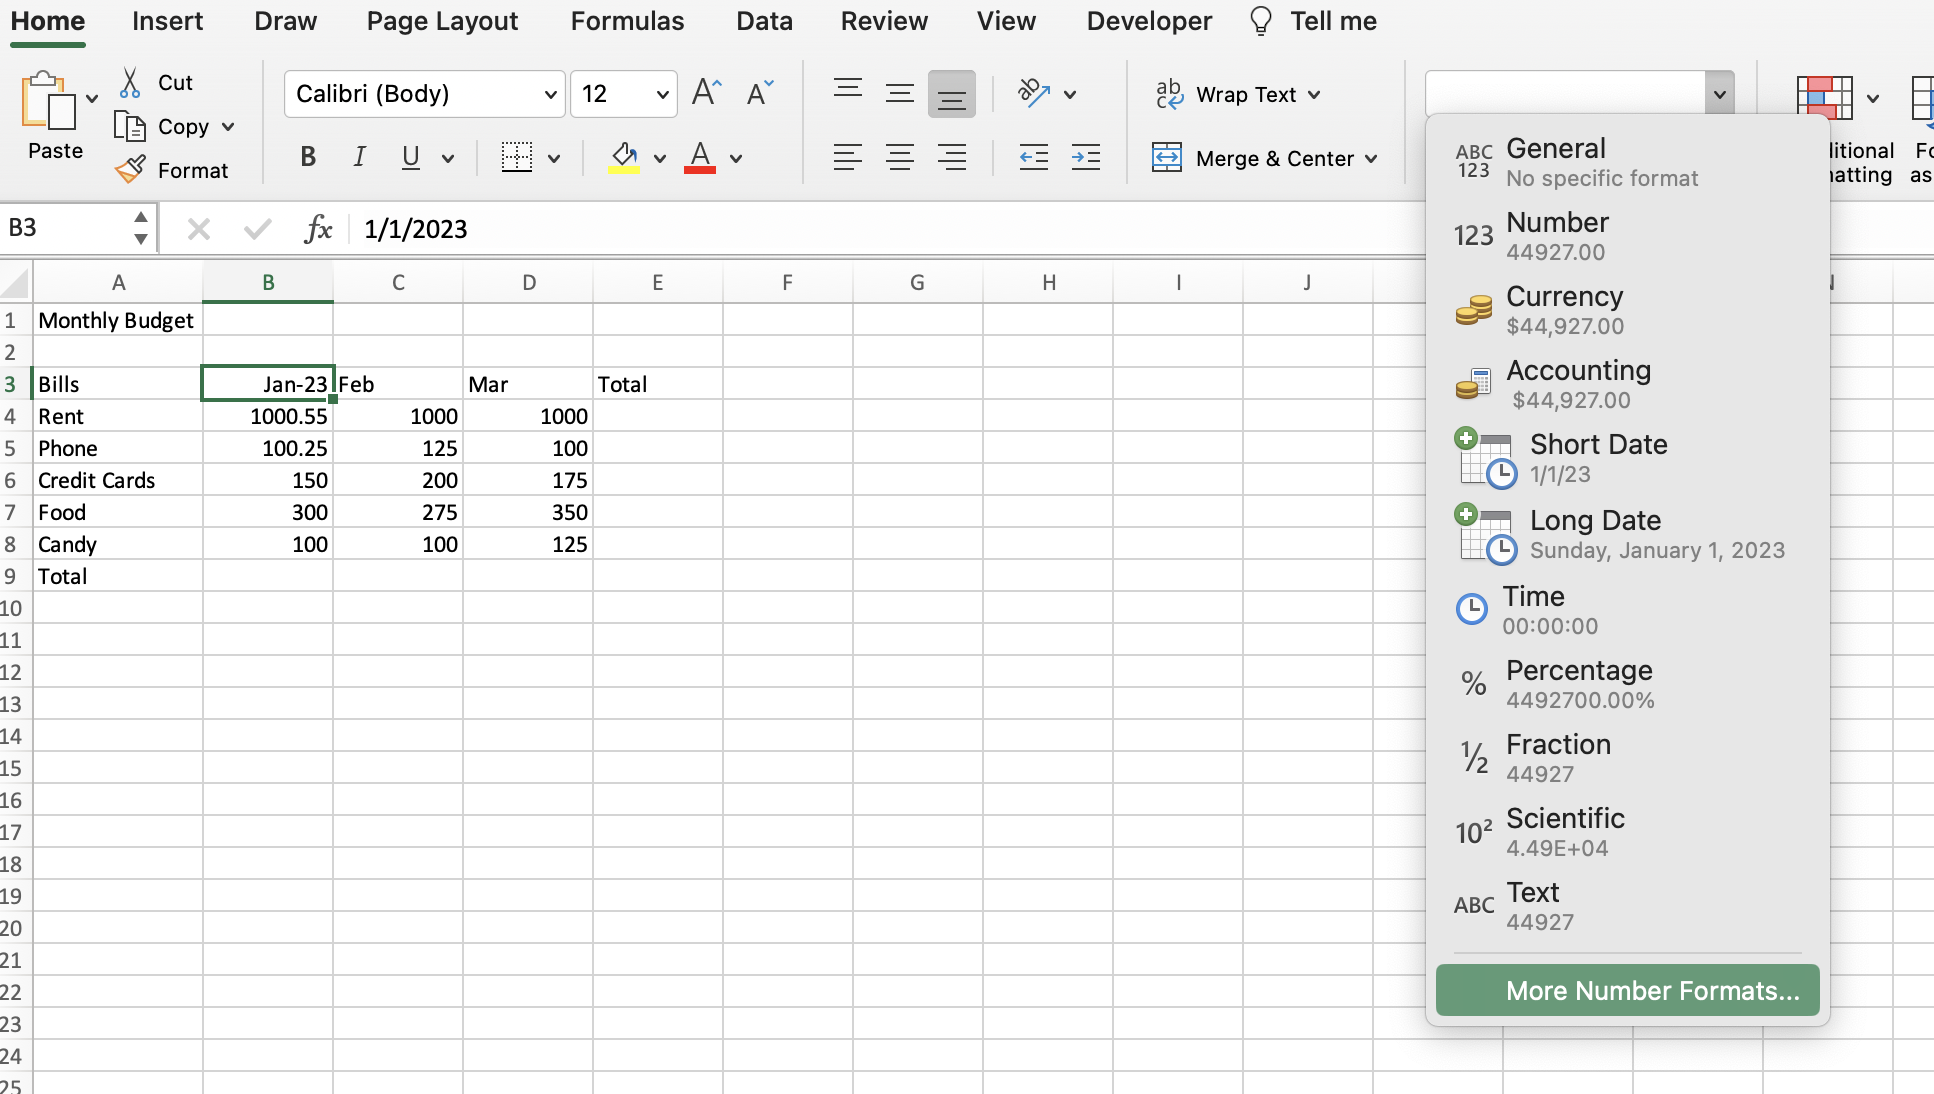 Home Insert Draw Page Layout Formulas Data Review View Developer Tell me
Paste
Cut
Copy
Format
Calibri (Body) 12 A A
B I U A
ab Wrap Text
Merge & Center
B3 fx 1/1/2023
A B C D E F G H I J
1 Monthly Budget
2
3 Bills Jan-23 Feb Mar Total
4 Rent 1000.55 1000 1000
5 Phone 100.25 125 100
6 Credit Cards 150 200 175
7 Food 300 275 350
8 Candy 100 100 125
9 Total
10
11
12
13
14
15
16
17
18
19
20
21
22
23
24
25
ABC 123 General
No specific format
123 Number
44927.00
Currency
$44,927.00
Accounting
$44,927.00
Short Date
1/1/23
Long Date
Sunday, January 1, 2023
Time
00:00:00
% Percentage
4492700.00%
½ Fraction
44927
10² Scientific
4.49E+04
ABC Text
44927
More Number Formats...